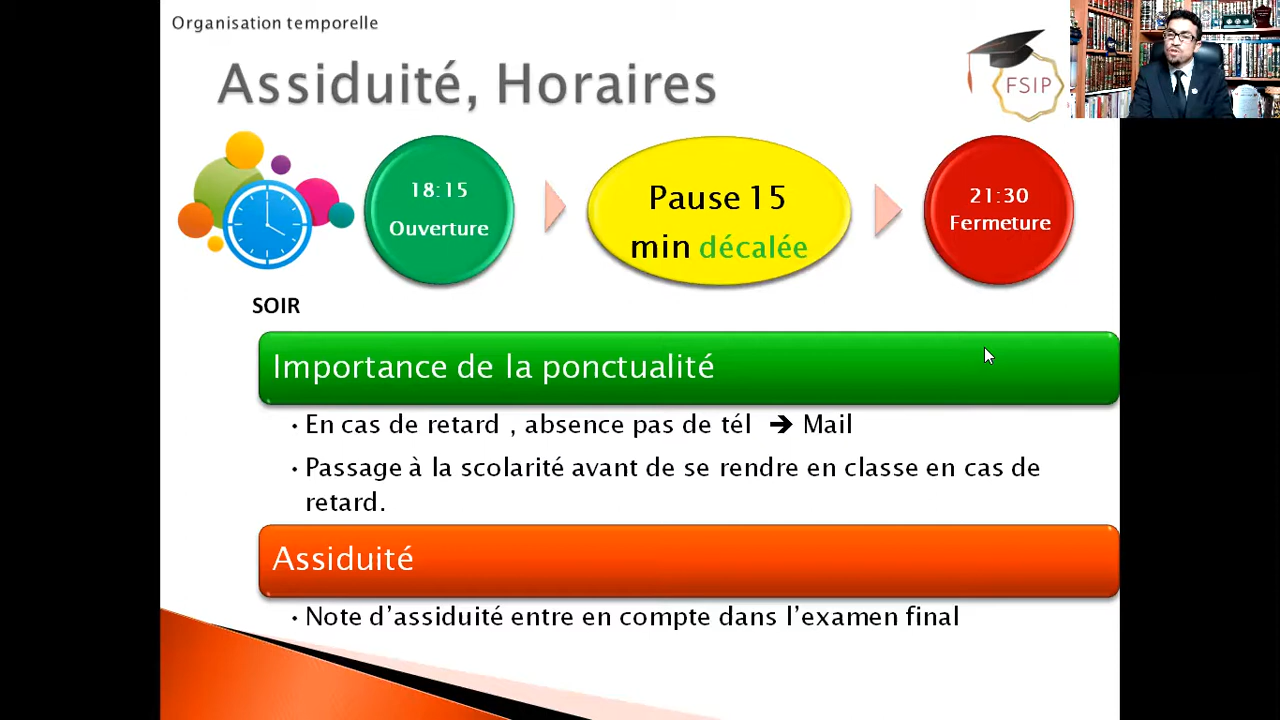 Organisation temporelle
Assiduité, Horaires
FSIP
18:15
Ouverture
Pause 15
min décalée
21:30
Fermeture
SOIR
Importance de la ponctualité
• En cas de retard , absence pas de tél ➔ Mail
• Passage à la scolarité avant de se rendre en classe en cas de
retard.
Assiduité
• Note d’assiduité entre en compte dans l’examen final